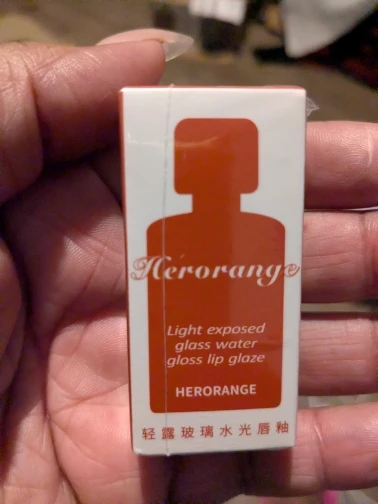 Herorange
Light exposed
glass water
gloss lip glaze
HERORANGE
轻露玻璃水光唇釉